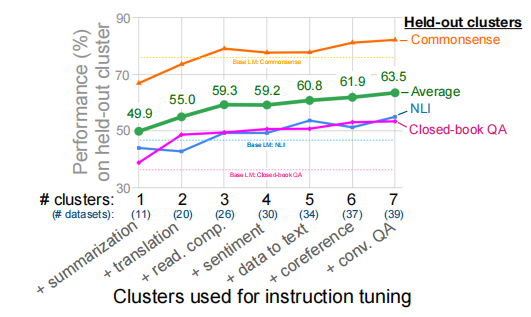 Held-out clusters
Performance (%)
on held-out cluster
90
70
50
30
Commonsense
Average
NLI
Closed-book QA
Base LM: Commonsense
Base LM: NLI
Base LM: Closed-book QA
49.9 55.0 59.3 59.2 60.8 61.9 63.5
# clusters: 1 2 3 4 5 6 7
(# datasets): (11) (20) (26) (30) (34) (37) (39)
+ summarization
+ translation
+ read. comp.
+ sentiment
+ data to text
+ coreference
+ conv. QA
Clusters used for instruction tuning